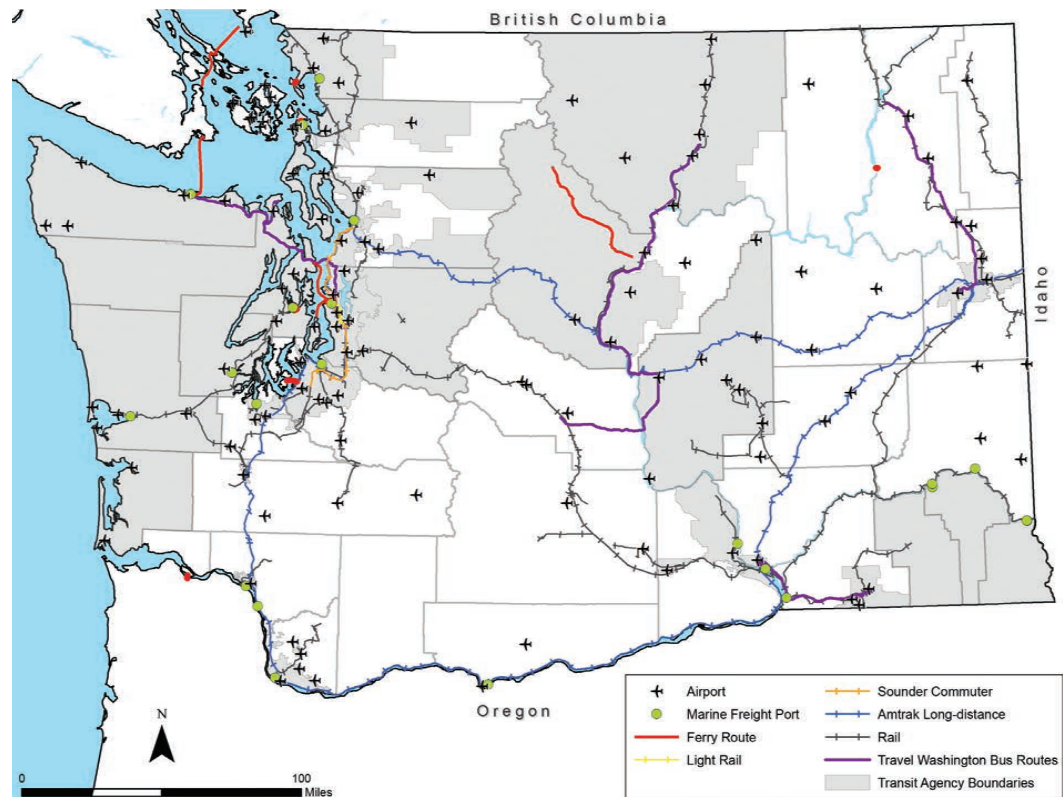 British Columbia
Idaho
Oregon
N
0
100
Miles
Airport
Marine Freight Port
Ferry Route
Light Rail
Sounder Commuter
Amtrak Long-distance
Rail
Travel Washington Bus Routes
Transit Agency Boundaries